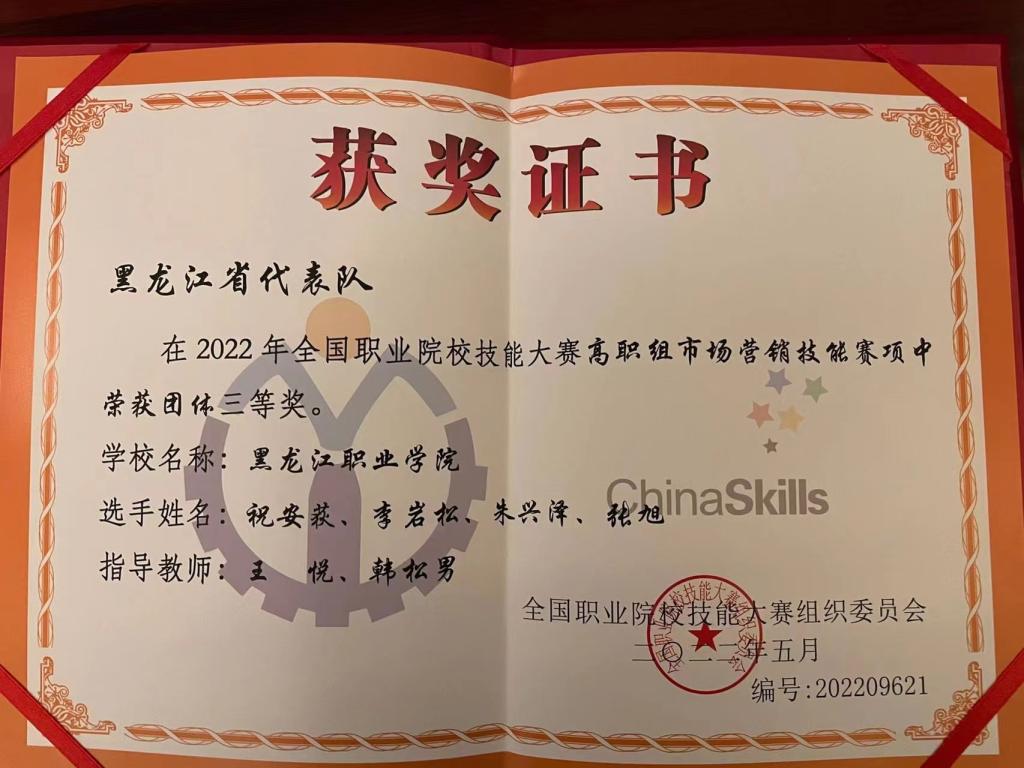 获奖证书
黑龙江省代表队
在2022年全国职业院校技能大赛高职组市场营销技能赛项中
荣获团体三等奖。
学校名称：黑龙江职业学院
选手姓名：祝安荻、李岩松、朱兴泽、张旭
ChinaSkills
指导教师：王 悦、韩松男
全国职业院校技能大赛组织委员会
二〇二二年五月
编号:202209621